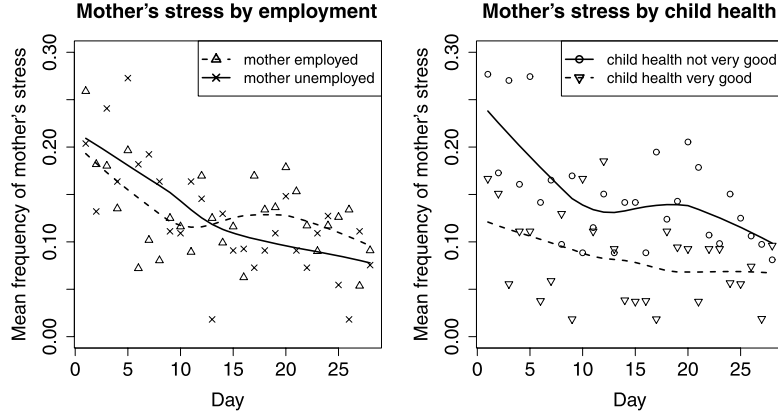 Mother's stress by employment
Mean frequency of mother's stress
0.00
0.10
0.20
0.30
mother employed
mother unemployed
0
5
10
15
20
25
Day
Mother's stress by child health
Mean frequency of mother's stress
0.00
0.10
0.20
0.30
child health not very good
child health very good
0
5
10
15
20
25
Day